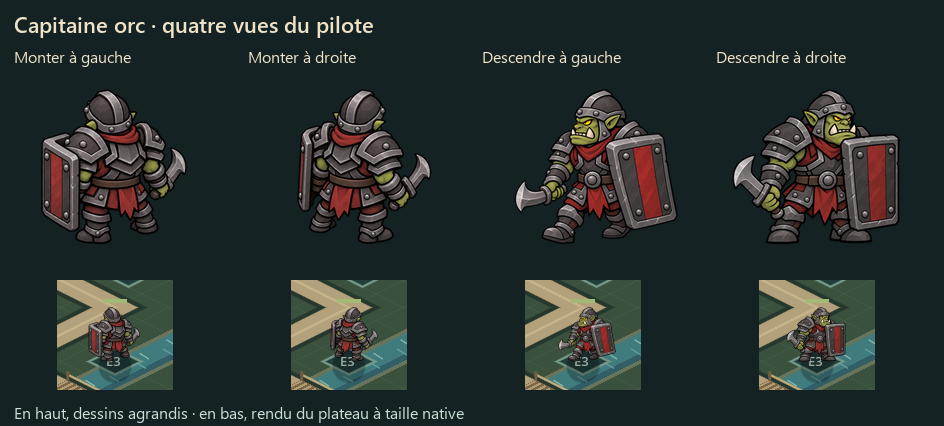 Capitaine orc · quatre vues du pilote
Monter à gauche
Monter à droite
Descendre à gauche
Descendre à droite
E3
E3
E3
E3
En haut, dessins agrandis · en bas, rendu du plateau à taille native